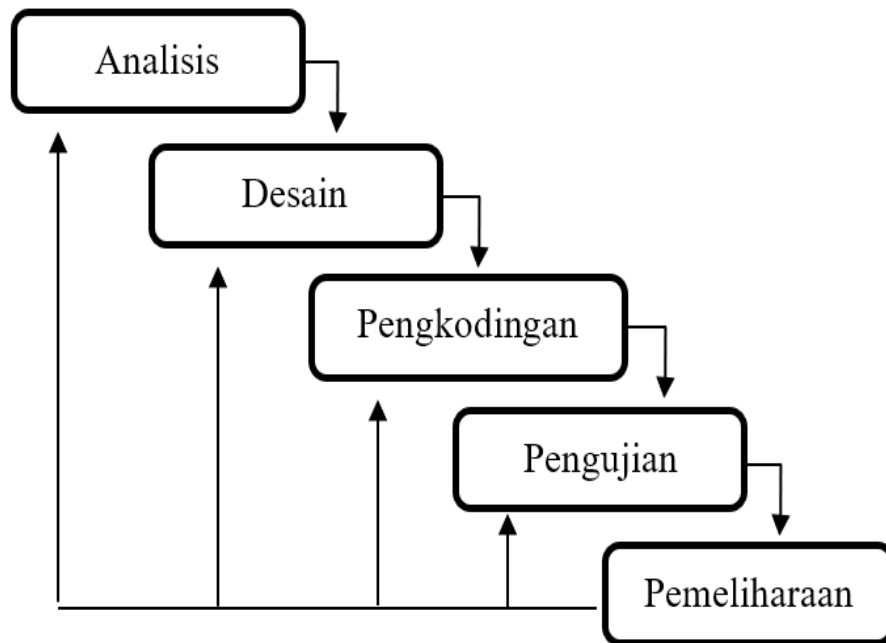 Analisis
Desain
Pengkodingan
Pengujian
Pemeliharaan